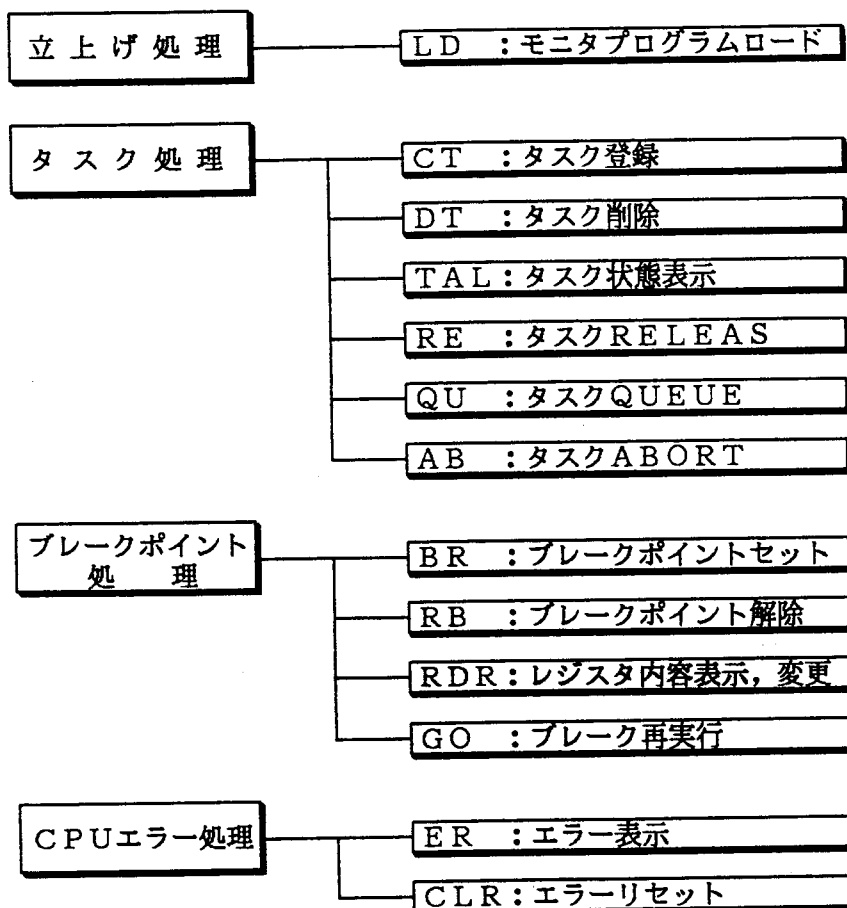 立上げ処理
LD :モニタプログラムロード
タスク処理
CT :タスク登録
DT :タスク削除
TAL:タスク状態表示
RE :タスクRELEAS
QU :タスクQUEUE
AB :タスクABORT
ブレークポイント
処 理
BR :ブレークポイントセット
RB :ブレークポイント解除
RDR:レジスタ内容表示,変更
GO :ブレーク再実行
CPUエラー処理
ER :エラー表示
CLR:エラーリセット